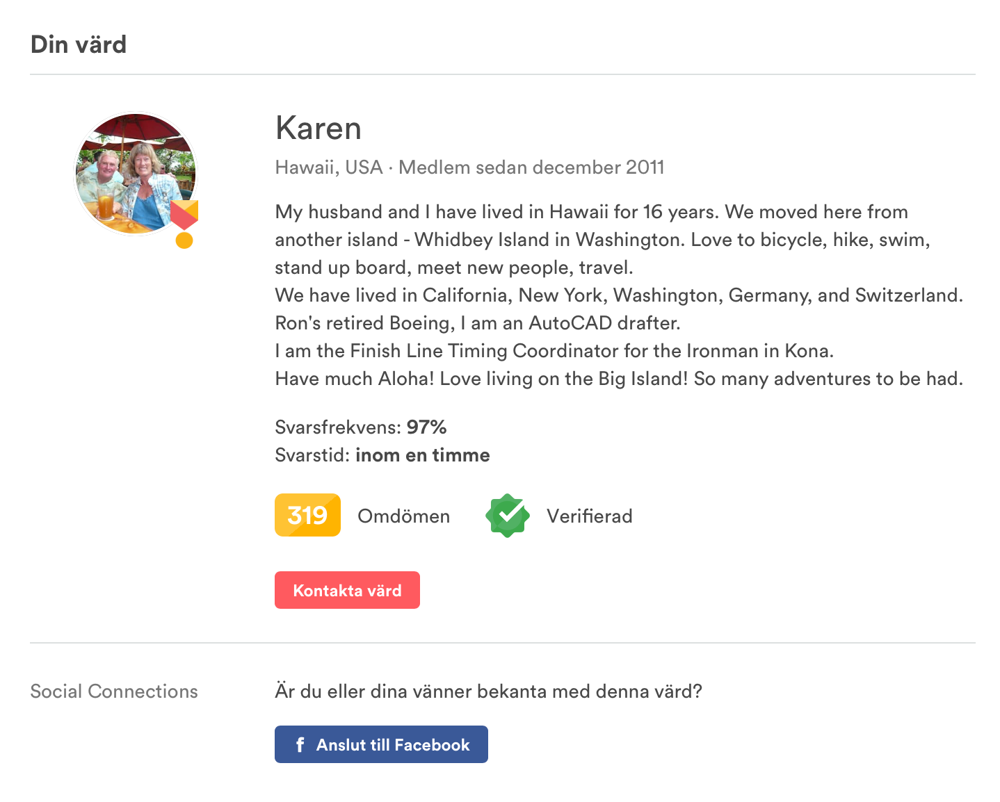 Din värd
Karen
Hawaii, USA · Medlem sedan december 2011
My husband and I have lived in Hawaii for 16 years. We moved here from
another island - Whidbey Island in Washington. Love to bicycle, hike, swim,
stand up board, meet new people, travel.
We have lived in California, New York, Washington, Germany, and Switzerland.
Ron's retired Boeing, I am an AutoCAD drafter.
I am the Finish Line Timing Coordinator for the Ironman in Kona.
Have much Aloha! Love living on the Big Island! So many adventures to be had.
Svarsfrekvens: 97%
Svarstid: inom en timme
319 Omdömen Verifierad
Kontakta värd
Social Connections Är du eller dina vänner bekanta med denna värd?
f Anslut till Facebook